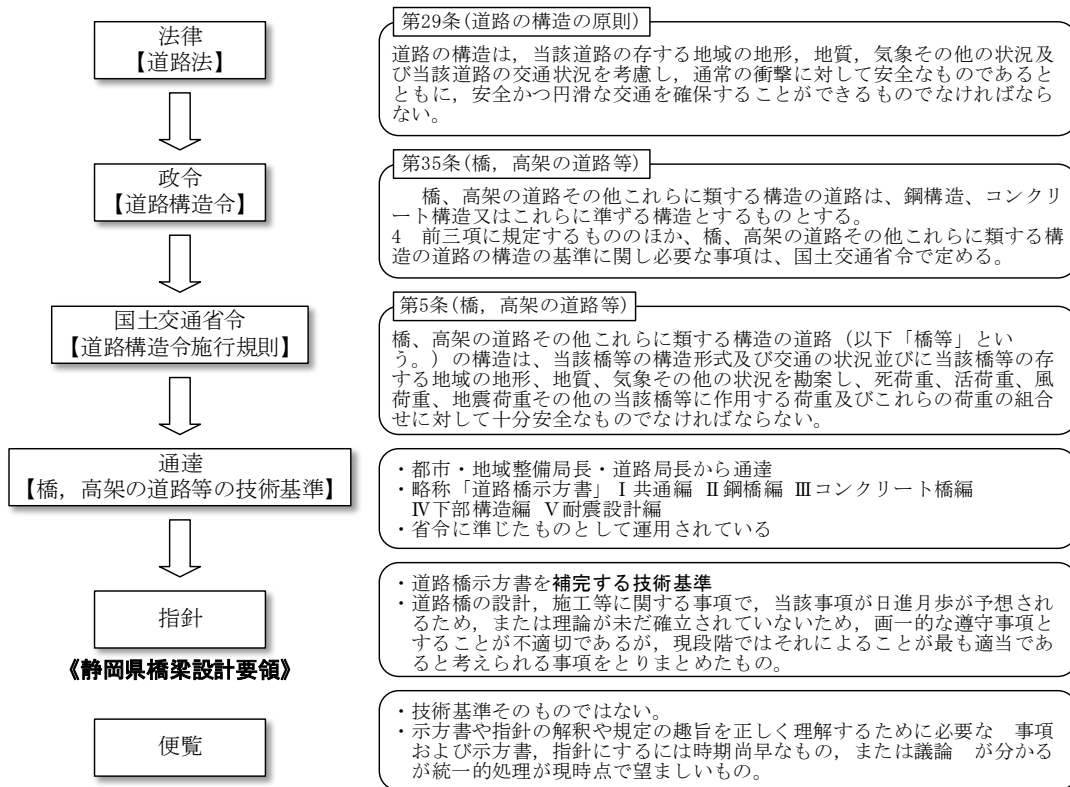 法律
【道路法】
第29条(道路の構造の原則)
道路の構造は，当該道路の存する地域の地形，地質，気象その他の状況及
び当該道路の交通状況を考慮し，通常の衝撃に対して安全なものであると
ともに，安全かつ円滑な交通を確保することができるものでなければなら
ない。
政令
【道路構造令】
第35条(橋，高架の道路等)
橋、高架の道路その他これらに類する構造の道路は、鋼構造、コンクリ
ート構造又はこれらに準ずる構造とするものとする。
4　前三項に規定するもののほか、橋、高架の道路その他これらに類する構
造の道路の構造の基準に関し必要な事項は、国土交通省令で定める。
国土交通省令
【道路構造令施行規則】
第5条(橋，高架の道路等)
橋、高架の道路その他これらに類する構造の道路（以下「橋等」とい
う。）の構造は、当該橋等の構造形式及び交通の状況並びに当該橋等の存
する地域の地形、地質、気象その他の状況を勘案し、死荷重、活荷重、風
荷重、地震荷重その他の当該橋等に作用する荷重及びこれらの荷重の組合
せに対して十分安全なものでなければならない。
通達
【橋，高架の道路等の技術基準】
・都市・地域整備局長・道路局長から通達
・略称「道路橋示方書」Ⅰ共通編 Ⅱ鋼橋編 Ⅲコンクリート橋編
Ⅳ下部構造編 Ⅴ耐震設計編
・省令に準じたものとして運用されている
指針
《静岡県橋梁設計要領》
・道路橋示方書を補完する技術基準
・道路橋の設計，施工等に関する事項で，当該事項が日進月歩が予想され
るため，または理論が未だ確立されていないため，画一的な遵守事項と
することが不適切であるが，現段階ではそれによることが最も適当であ
ると考えられる事項をとりまとめたもの。
便覧
・技術基準そのものではない。
・示方書や指針の解釈や規定の趣旨を正しく理解するために必要な　事項
および示方書，指針にするには時期尚早なもの，または議論　が分かる
が統一的処理が現時点で望ましいもの。